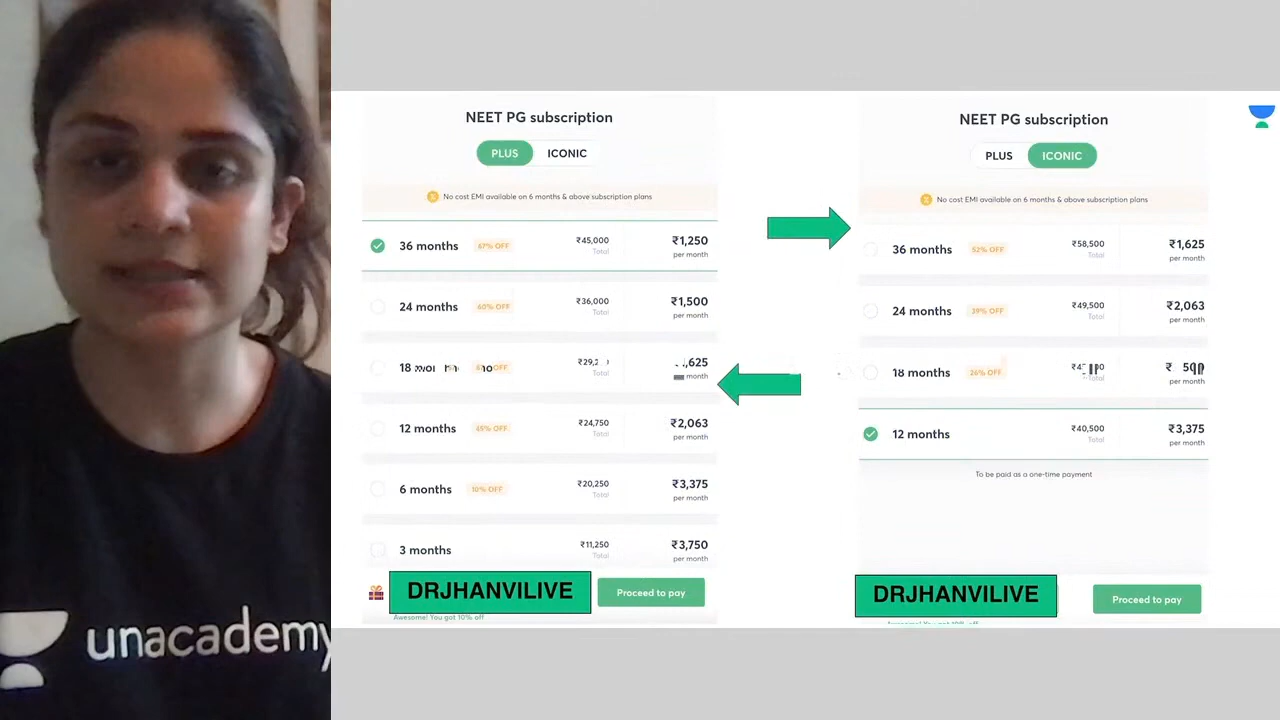 unacademy
NEET PG subscription
PLUS ICONIC
No cost EMI available on 6 months & above subscription plans
36 months 67% OFF ₹45,000 ₹1,250
Total per month
24 months 60% OFF ₹36,000 ₹1,500
Total per month
18 OFF
Total month
12 months 45% OFF ₹24,750 ₹2,063
Total per month
6 months 10% OFF ₹20,250 ₹3,375
Total per month
3 months ₹11,250 ₹3,750
Total per month
DRJHANVILIVE Proceed to pay
Awesome! You got 10% off
NEET PG subscription
PLUS ICONIC
No cost EMI available on 6 months & above subscription plans
36 months 52% OFF ₹58,500 ₹1,625
Total per month
24 months 39% OFF ₹49,500 ₹2,063
Total per month
18 months 26% OFF
Total per month
12 months ₹40,500 ₹3,375
Total per month
To be paid as a one-time payment
DRJHANVILIVE Proceed to pay